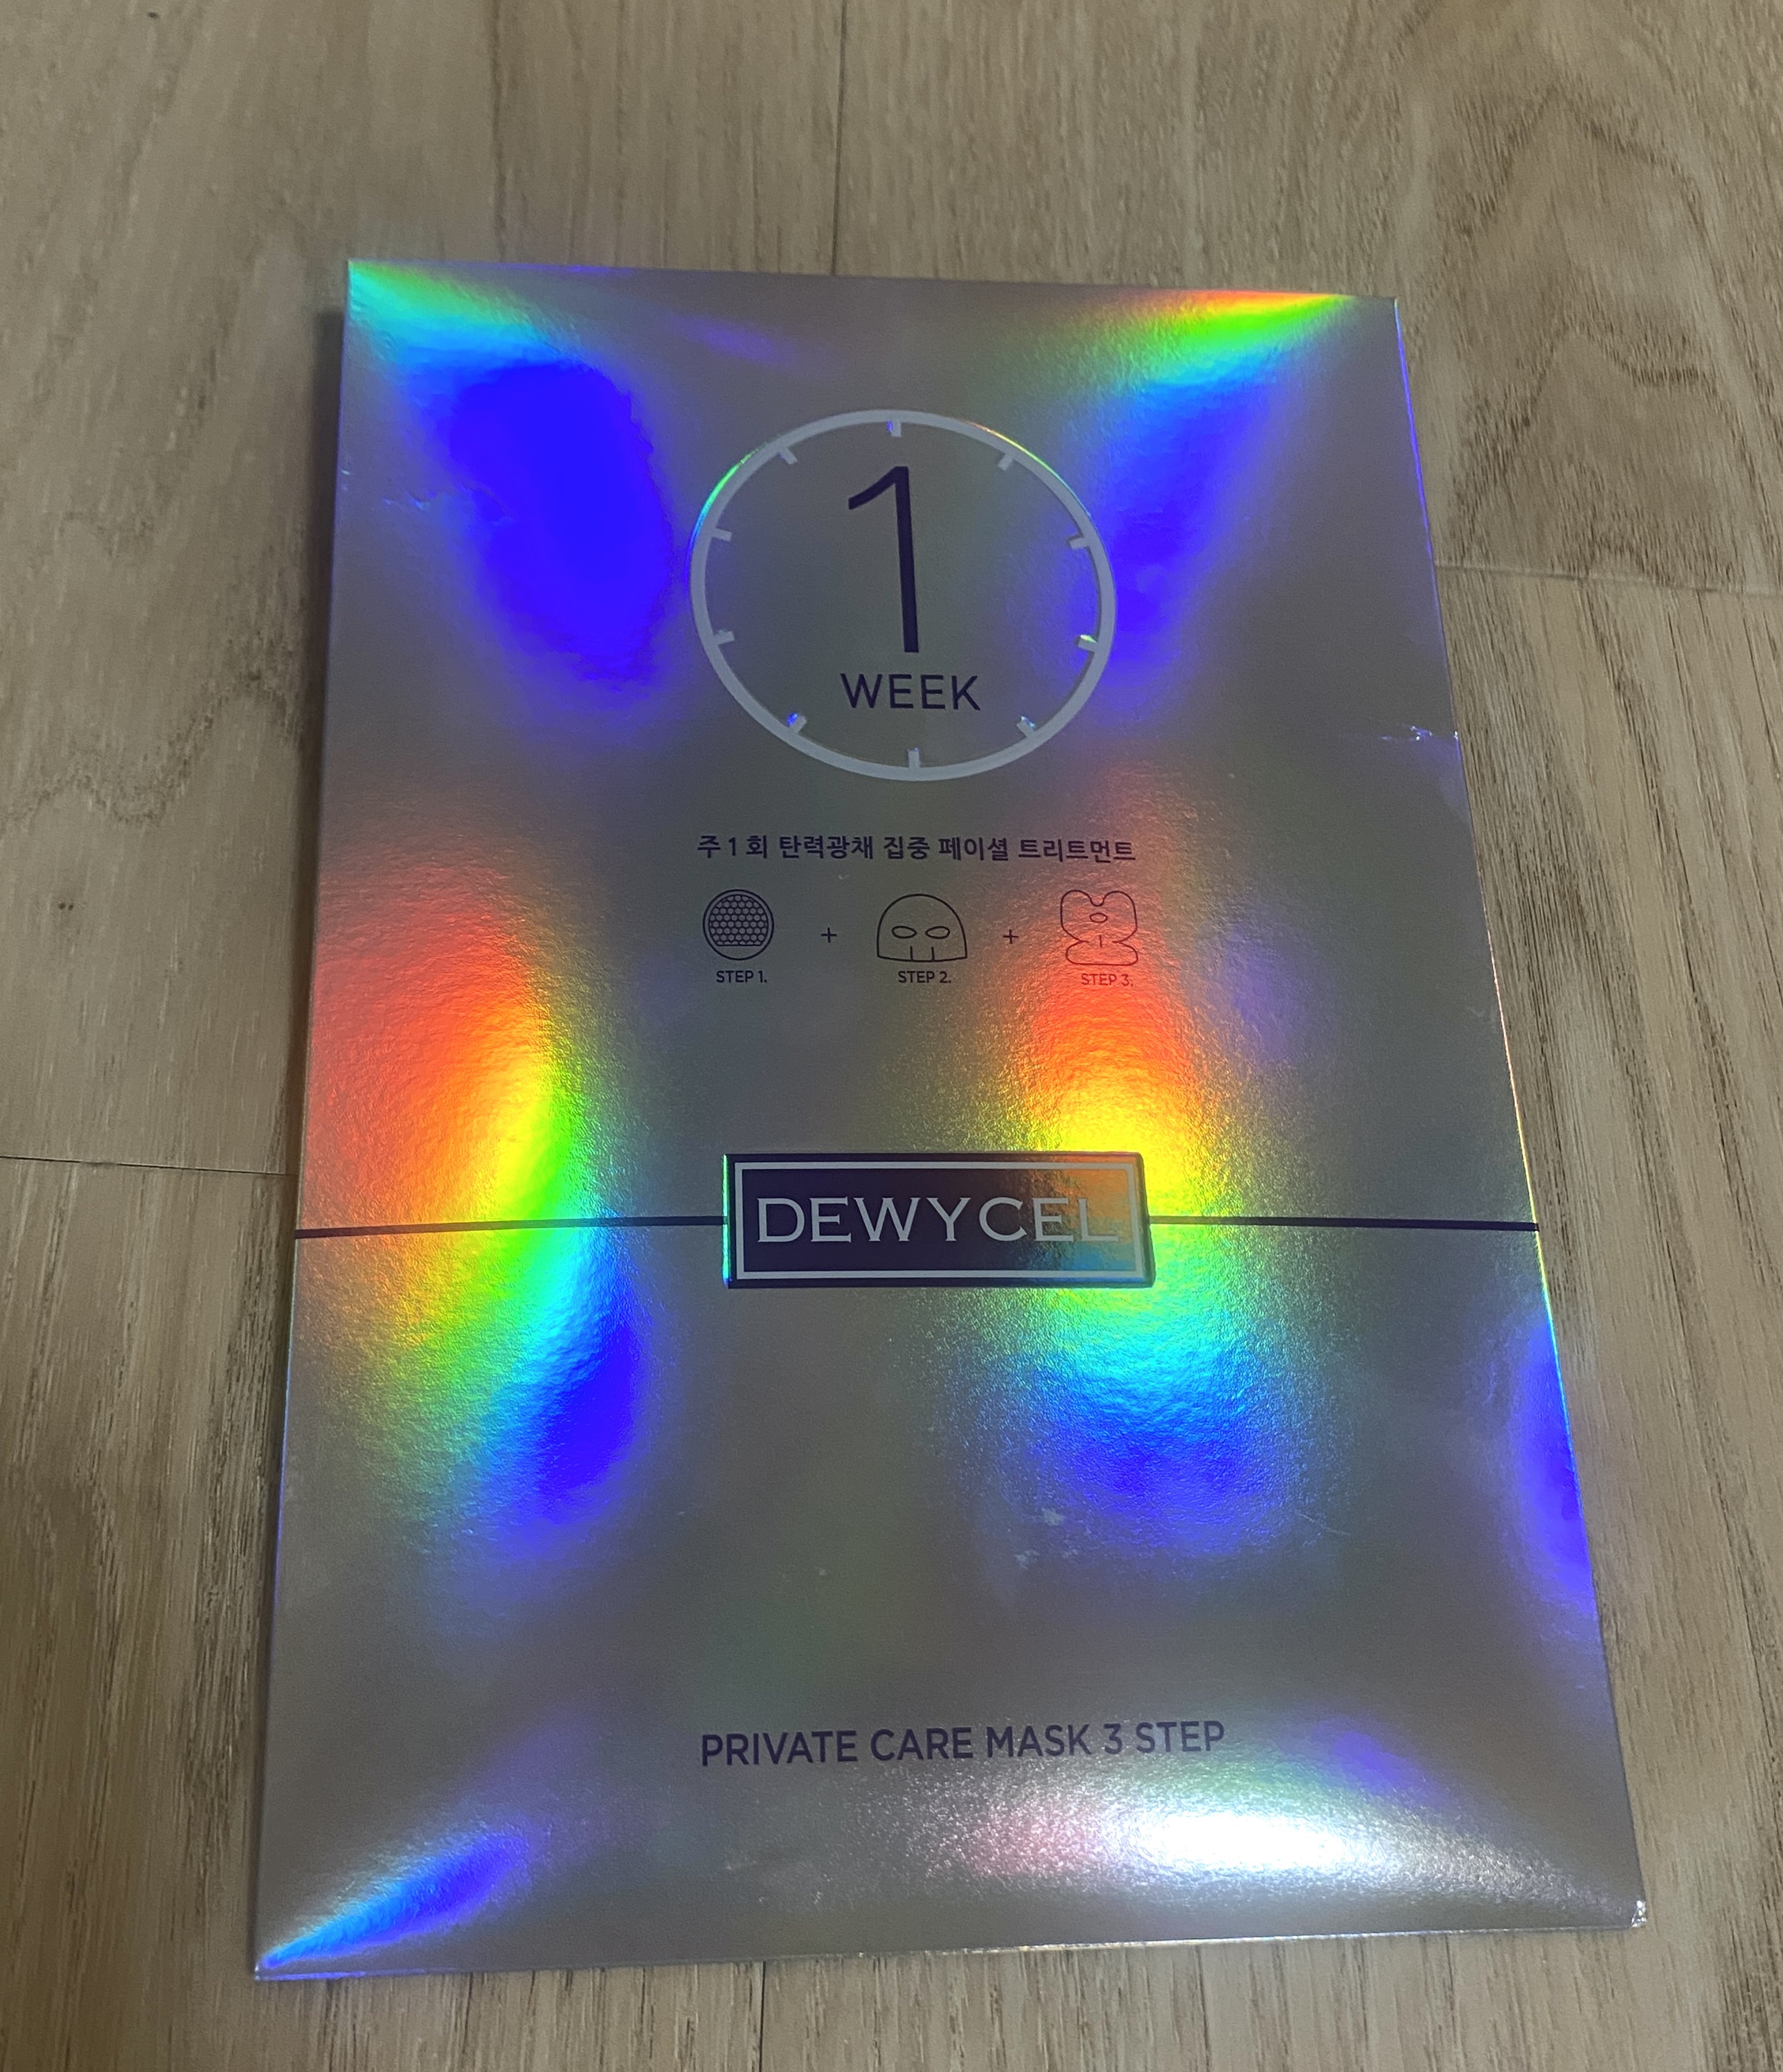 1
WEEK
주 1 회 탄력광채 집중 페이셜 트리트먼트
+ +
STEP 1. STEP 2. STEP 3.
DEWYCEL
PRIVATE CARE MASK 3 STEP